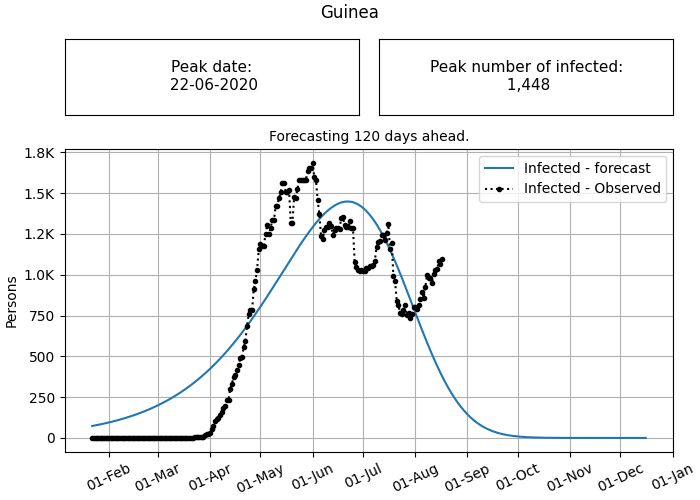 Guinea
Peak date:
22-06-2020
Peak number of infected:
1,448
Forecasting 120 days ahead.
Infected - forecast
Infected - Observed
1.8K
1.5K
1.2K
1.0K
750
500
250
0
Persons
01-Feb
01-Mar
01-Apr
01-May
01-Jun
01-Jul
01-Aug
01-Sep
01-Oct
01-Nov
01-Dec
01-Jan